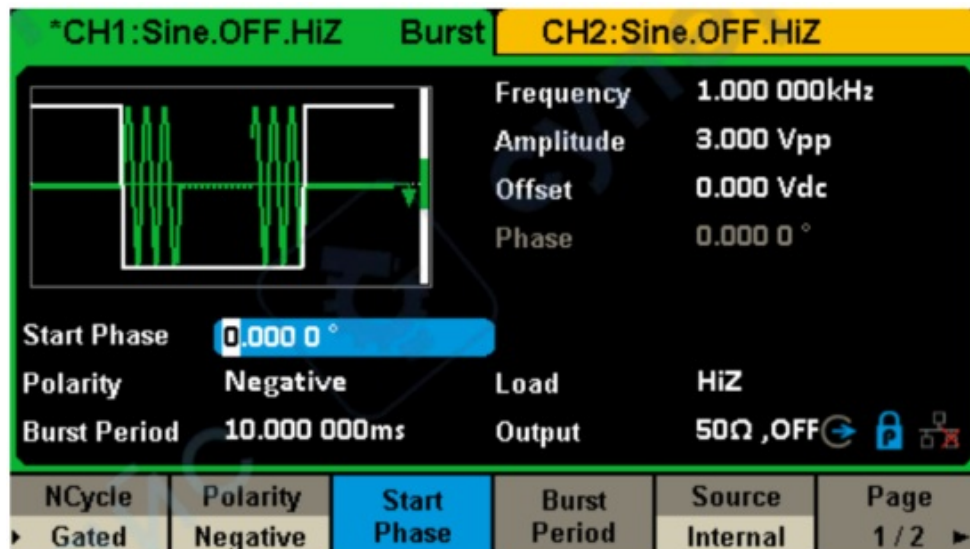 *CH1:Sine.OFF.HiZ Burst CH2:Sine.OFF.HiZ
Frequency 1.000 000kHz
Amplitude 3.000 Vpp
Offset 0.000 Vdc
Phase 0.000 0 °
Start Phase 0.000 0 °
Polarity Negative Load HiZ
Burst Period 10.000 000ms Output 50Ω ,OFF P
NCycle Polarity Start Phase Burst Period Source Page
Gated Negative Internal 1 / 2